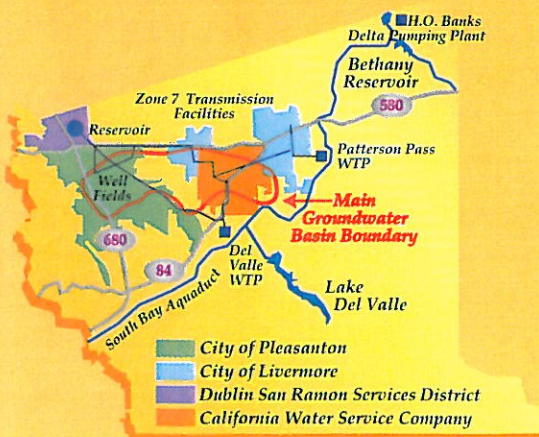 H.O. Banks
Delta Pumping Plant
Bethany
Reservoir
580
Zone 7 Transmission
Facilities
Reservoir
Patterson Pass
WTP
Well
Fields
Main
Groundwater
Basin Boundary
680
84
Del
Valle
WTP
South Bay Aquaduct
Lake
Del Valle
City of Pleasanton
City of Livermore
Dublin San Ramon Services District
California Water Service Company